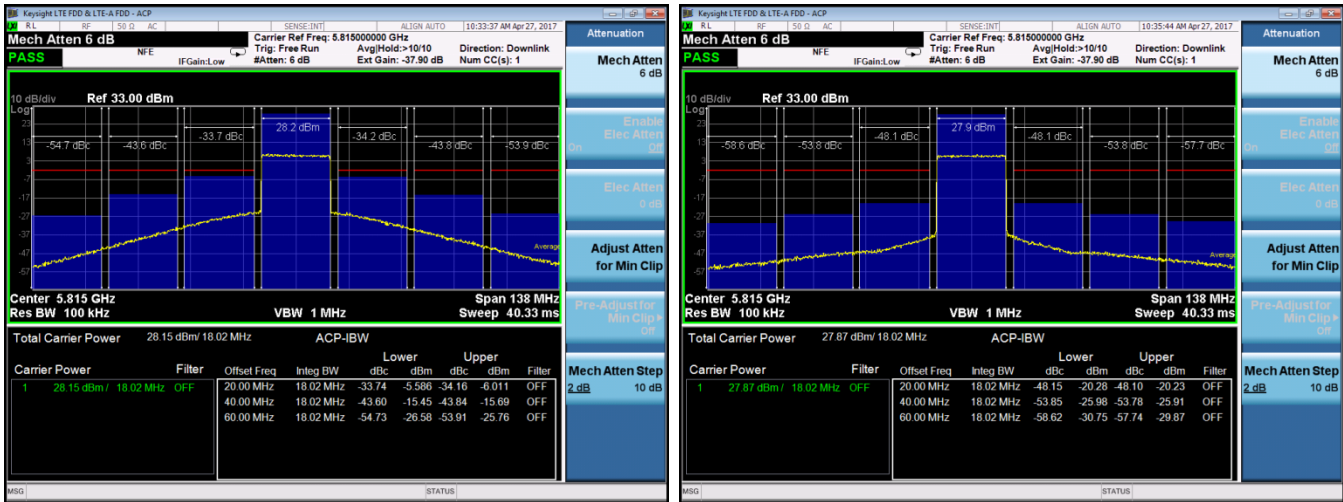 Keysight LTE FDD & LTE-A FDD - ACP
RL RF 50 Ω AC SENSE:INT ALIGN AUTO 10:33:37 AM Apr 27, 2017
Mech Atten 6 dB
Carrier Ref Freq: 5.815000000 GHz
PASS NFE Trig: Free Run Avg|Hold:>10/10 Direction: Downlink
IFGain:Low #Atten: 6 dB Ext Gain: -37.90 dB Num CC(s): 1
10 dB/div Ref 33.00 dBm
Log
23
13
3
-7
-17
-27
-37
-47
-57
-54.7 dBc -43.6 dBc -33.7 dBc 28.2 dBm -34.2 dBc -43.8 dBc -53.9 dBc
Average
Center 5.815 GHz Span 138 MHz
Res BW 100 kHz VBW 1 MHz Sweep 40.33 ms
Total Carrier Power 28.15 dBm/ 18.02 MHz ACP-IBW
Lower Upper
Carrier Power Filter Offset Freq Integ BW dBc dBm dBc dBm Filter
1 28.15 dBm / 18.02 MHz OFF 20.00 MHz 18.02 MHz -33.74 -5.586 -34.16 -6.011 OFF
40.00 MHz 18.02 MHz -43.60 -15.45 -43.84 -15.69 OFF
60.00 MHz 18.02 MHz -54.73 -26.58 -53.91 -25.76 OFF
MSG STATUS
Attenuation
Mech Atten
6 dB
Enable
Elec Atten
On Off
Elec Atten
0 dB
Adjust Atten
for Min Clip
Pre-Adjust for
Min Clip
Off
Mech Atten Step
2 dB 10 dB
Keysight LTE FDD & LTE-A FDD - ACP
RL RF 50 Ω AC SENSE:INT ALIGN AUTO 10:35:44 AM Apr 27, 2017
Mech Atten 6 dB
Carrier Ref Freq: 5.815000000 GHz
PASS NFE Trig: Free Run Avg|Hold:>10/10 Direction: Downlink
IFGain:Low #Atten: 6 dB Ext Gain: -37.90 dB Num CC(s): 1
10 dB/div Ref 33.00 dBm
Log
23
13
3
-7
-17
-27
-37
-47
-57
-58.6 dBc -53.8 dBc -48.1 dBc 27.9 dBm -48.1 dBc -53.8 dBc -57.7 dBc
Average
Center 5.815 GHz Span 138 MHz
Res BW 100 kHz VBW 1 MHz Sweep 40.33 ms
Total Carrier Power 27.87 dBm/ 18.02 MHz ACP-IBW
Lower Upper
Carrier Power Filter Offset Freq Integ BW dBc dBm dBc dBm Filter
1 27.87 dBm / 18.02 MHz OFF 20.00 MHz 18.02 MHz -48.15 -20.28 -48.10 -20.23 OFF
40.00 MHz 18.02 MHz -53.85 -25.98 -53.78 -25.91 OFF
60.00 MHz 18.02 MHz -58.62 -30.75 -57.74 -29.87 OFF
MSG STATUS
Attenuation
Mech Atten
6 dB
Enable
Elec Atten
On Off
Elec Atten
0 dB
Adjust Atten
for Min Clip
Pre-Adjust for
Min Clip
Off
Mech Atten Step
2 dB 10 dB